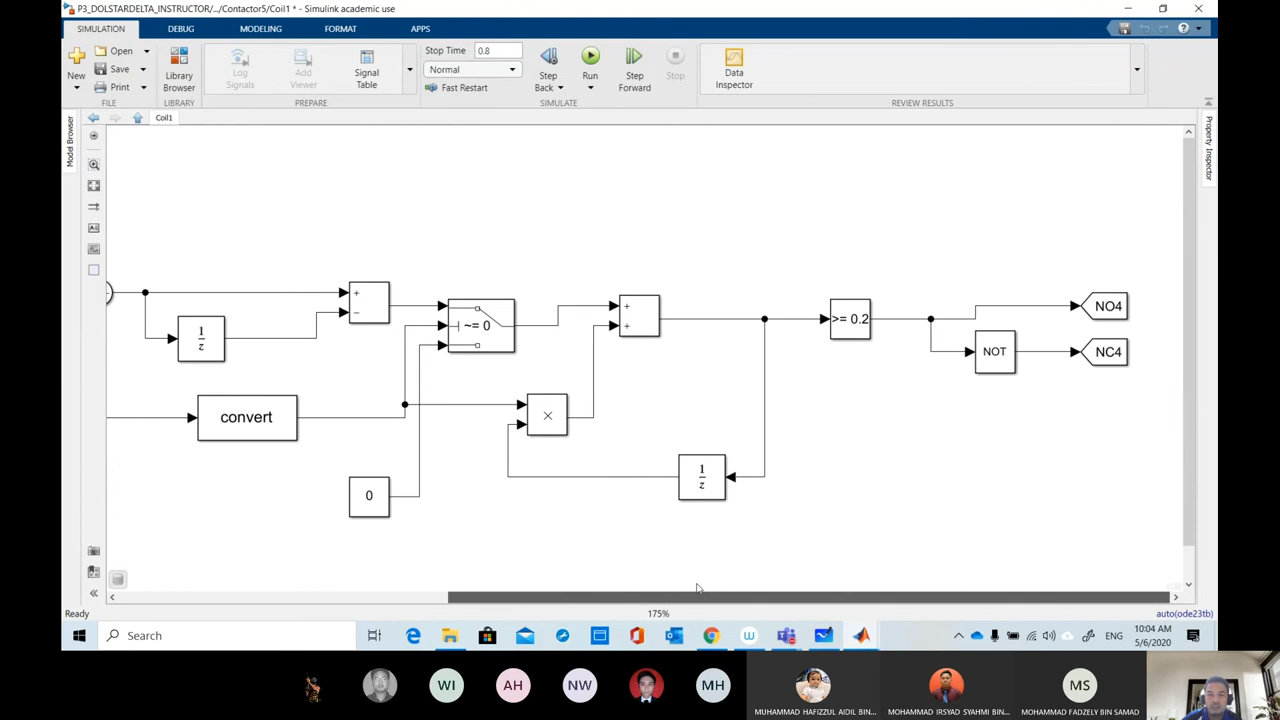 P3_DOLSTARDELTA_INSTRUCTOR/.../Contactor5/Coil1 * - Simulink academic use
SIMULATION DEBUG MODELING FORMAT APPS
New
Open
Save
Print
FILE
Library Browser
LIBRARY
Log Signals
Add Viewer
Signal Table
PREPARE
Stop Time 0.8
Normal
Fast Restart
Step Back
Run
Step Forward
Stop
SIMULATE
Data Inspector
REVIEW RESULTS
Coil1
Model Browser
Property Inspector
+
−
1
z
~= 0
+
+
>= 0.2
NO4
NOT
NC4
convert
×
1
z
0
Ready
175%
auto(ode23tb)
Search
ENG
10:04 AM
5/6/2020
WI
AH
NW
MH
MS
MUHAMMAD HAFIZZUL AIDIL BIN...
MOHAMMAD IRSYAD SYAHMI BIN...
MOHAMMAD FADZELY BIN SAMAD